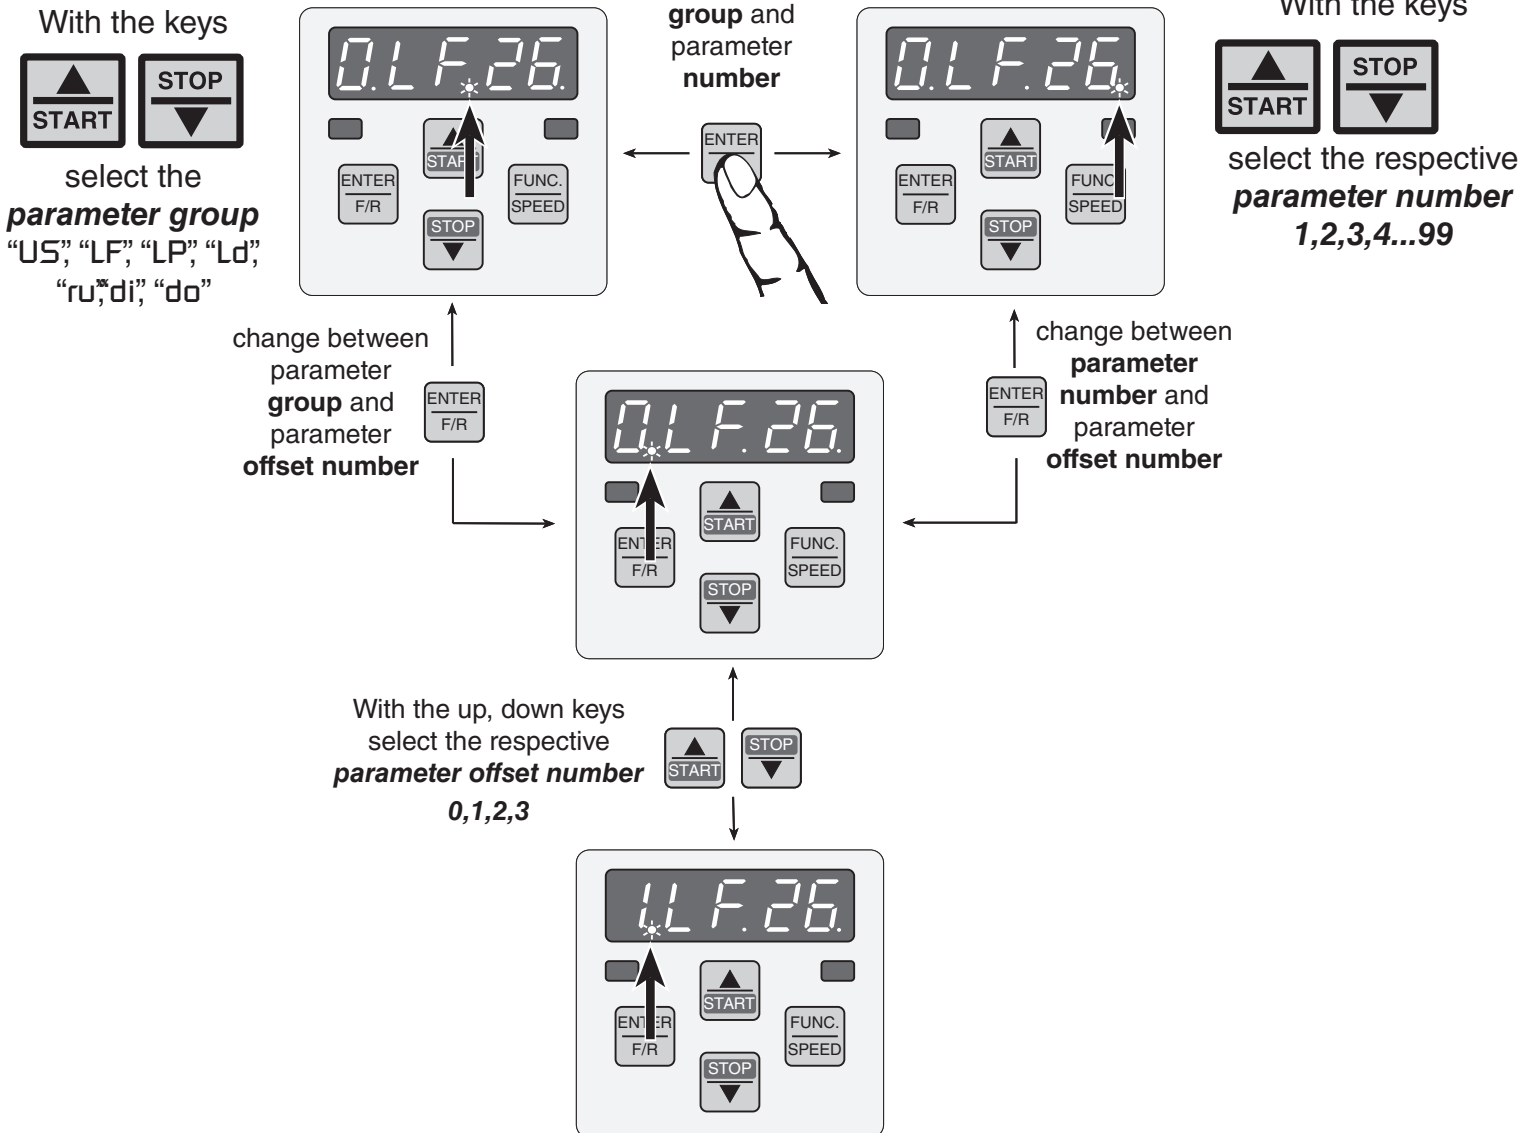 With the keys
START
STOP
select the
parameter group
“US”, “LF”, “LP”, “Ld”,
“ru”, “di”, “do”
0.LF.26.
START
ENTER
F/R
FUNC.
SPEED
STOP
group and
parameter
number
ENTER
0.LF.26.
START
ENTER
F/R
FUNC.
SPEED
STOP
With the keys
START
STOP
select the respective
parameter number
1,2,3,4...99
change between
parameter
group and
parameter
offset number
ENTER
F/R
0.LF.26.
START
ENTER
F/R
FUNC.
SPEED
STOP
ENTER
F/R
change between
parameter
number and
parameter
offset number
With the up, down keys
select the respective
parameter offset number
0,1,2,3
START
STOP
1.LF.26.
START
ENTER
F/R
FUNC.
SPEED
STOP